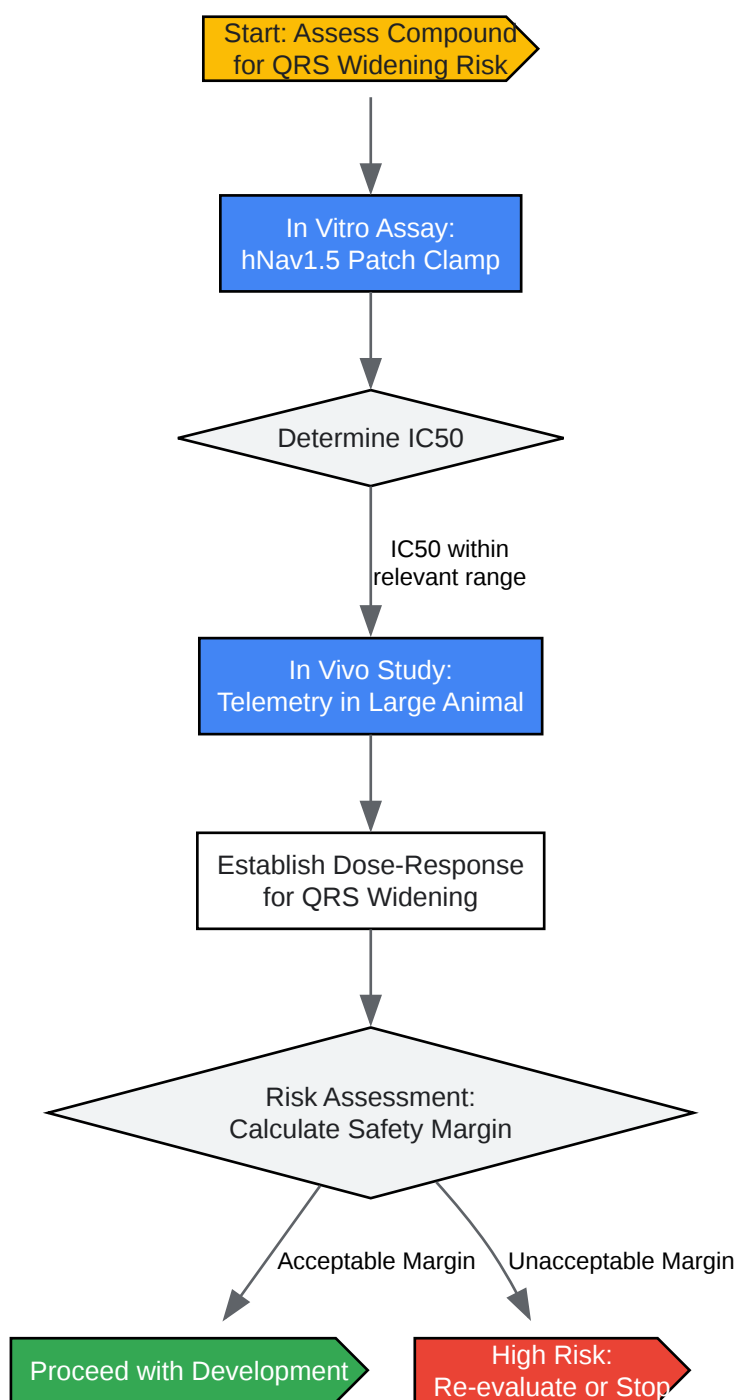 Start: Assess Compound
for QRS Widening Risk
In Vitro Assay:
hNav1.5 Patch Clamp
Determine IC50
IC50 within
relevant range
In Vivo Study:
Telemetry in Large Animal
Establish Dose-Response
for QRS Widening
Risk Assessment:
Calculate Safety Margin
Acceptable Margin
Unacceptable Margin
Proceed with Development
High Risk:
Re-evaluate or Stop